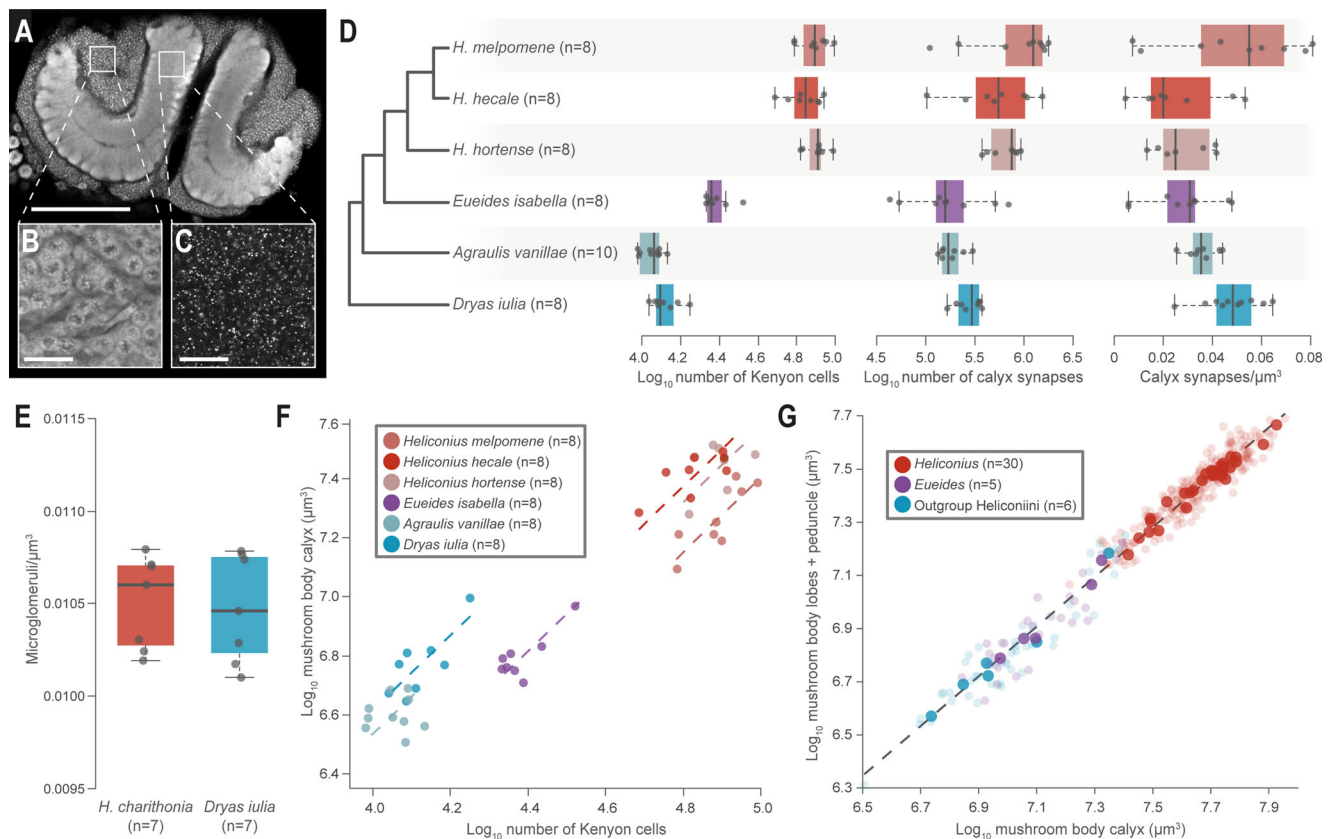 A
B
C
D
H. melpomene (n=8)
H. hecale (n=8)
H. hortense (n=8)
Eueides isabella (n=8)
Agraulis vanillae (n=10)
Dryas iulia (n=8)
4.0 4.2 4.4 4.6 4.8 5.0
Log10 number of Kenyon cells
4.5 5.0 5.5 6.0 6.5
Log10 number of calyx synapses
0 0.02 0.04 0.06 0.08
Calyx synapses/µm³
E
0.0115
0.0110
0.0105
0.0100
0.0095
Microglomeruli/µm³
H. charithonia
(n=7)
Dryas iulia
(n=7)
F
7.6
7.4
7.2
7.0
6.8
6.6
6.4
Log10 mushroom body calyx (µm³)
Heliconius melpomene (n=8)
Heliconius hecale (n=8)
Heliconius hortense (n=8)
Eueides isabella (n=8)
Agraulis vanillae (n=8)
Dryas iulia (n=8)
4.0 4.2 4.4 4.6 4.8 5.0
Log10 number of Kenyon cells
G
7.7
7.5
7.3
7.1
6.9
6.7
6.5
6.3
Log10 mushroom body lobes + peduncle (µm³)
Heliconius (n=30)
Eueides (n=5)
Outgroup Heliconiini (n=6)
6.5 6.7 6.9 7.1 7.3 7.5 7.7 7.9
Log10 mushroom body calyx (µm³)